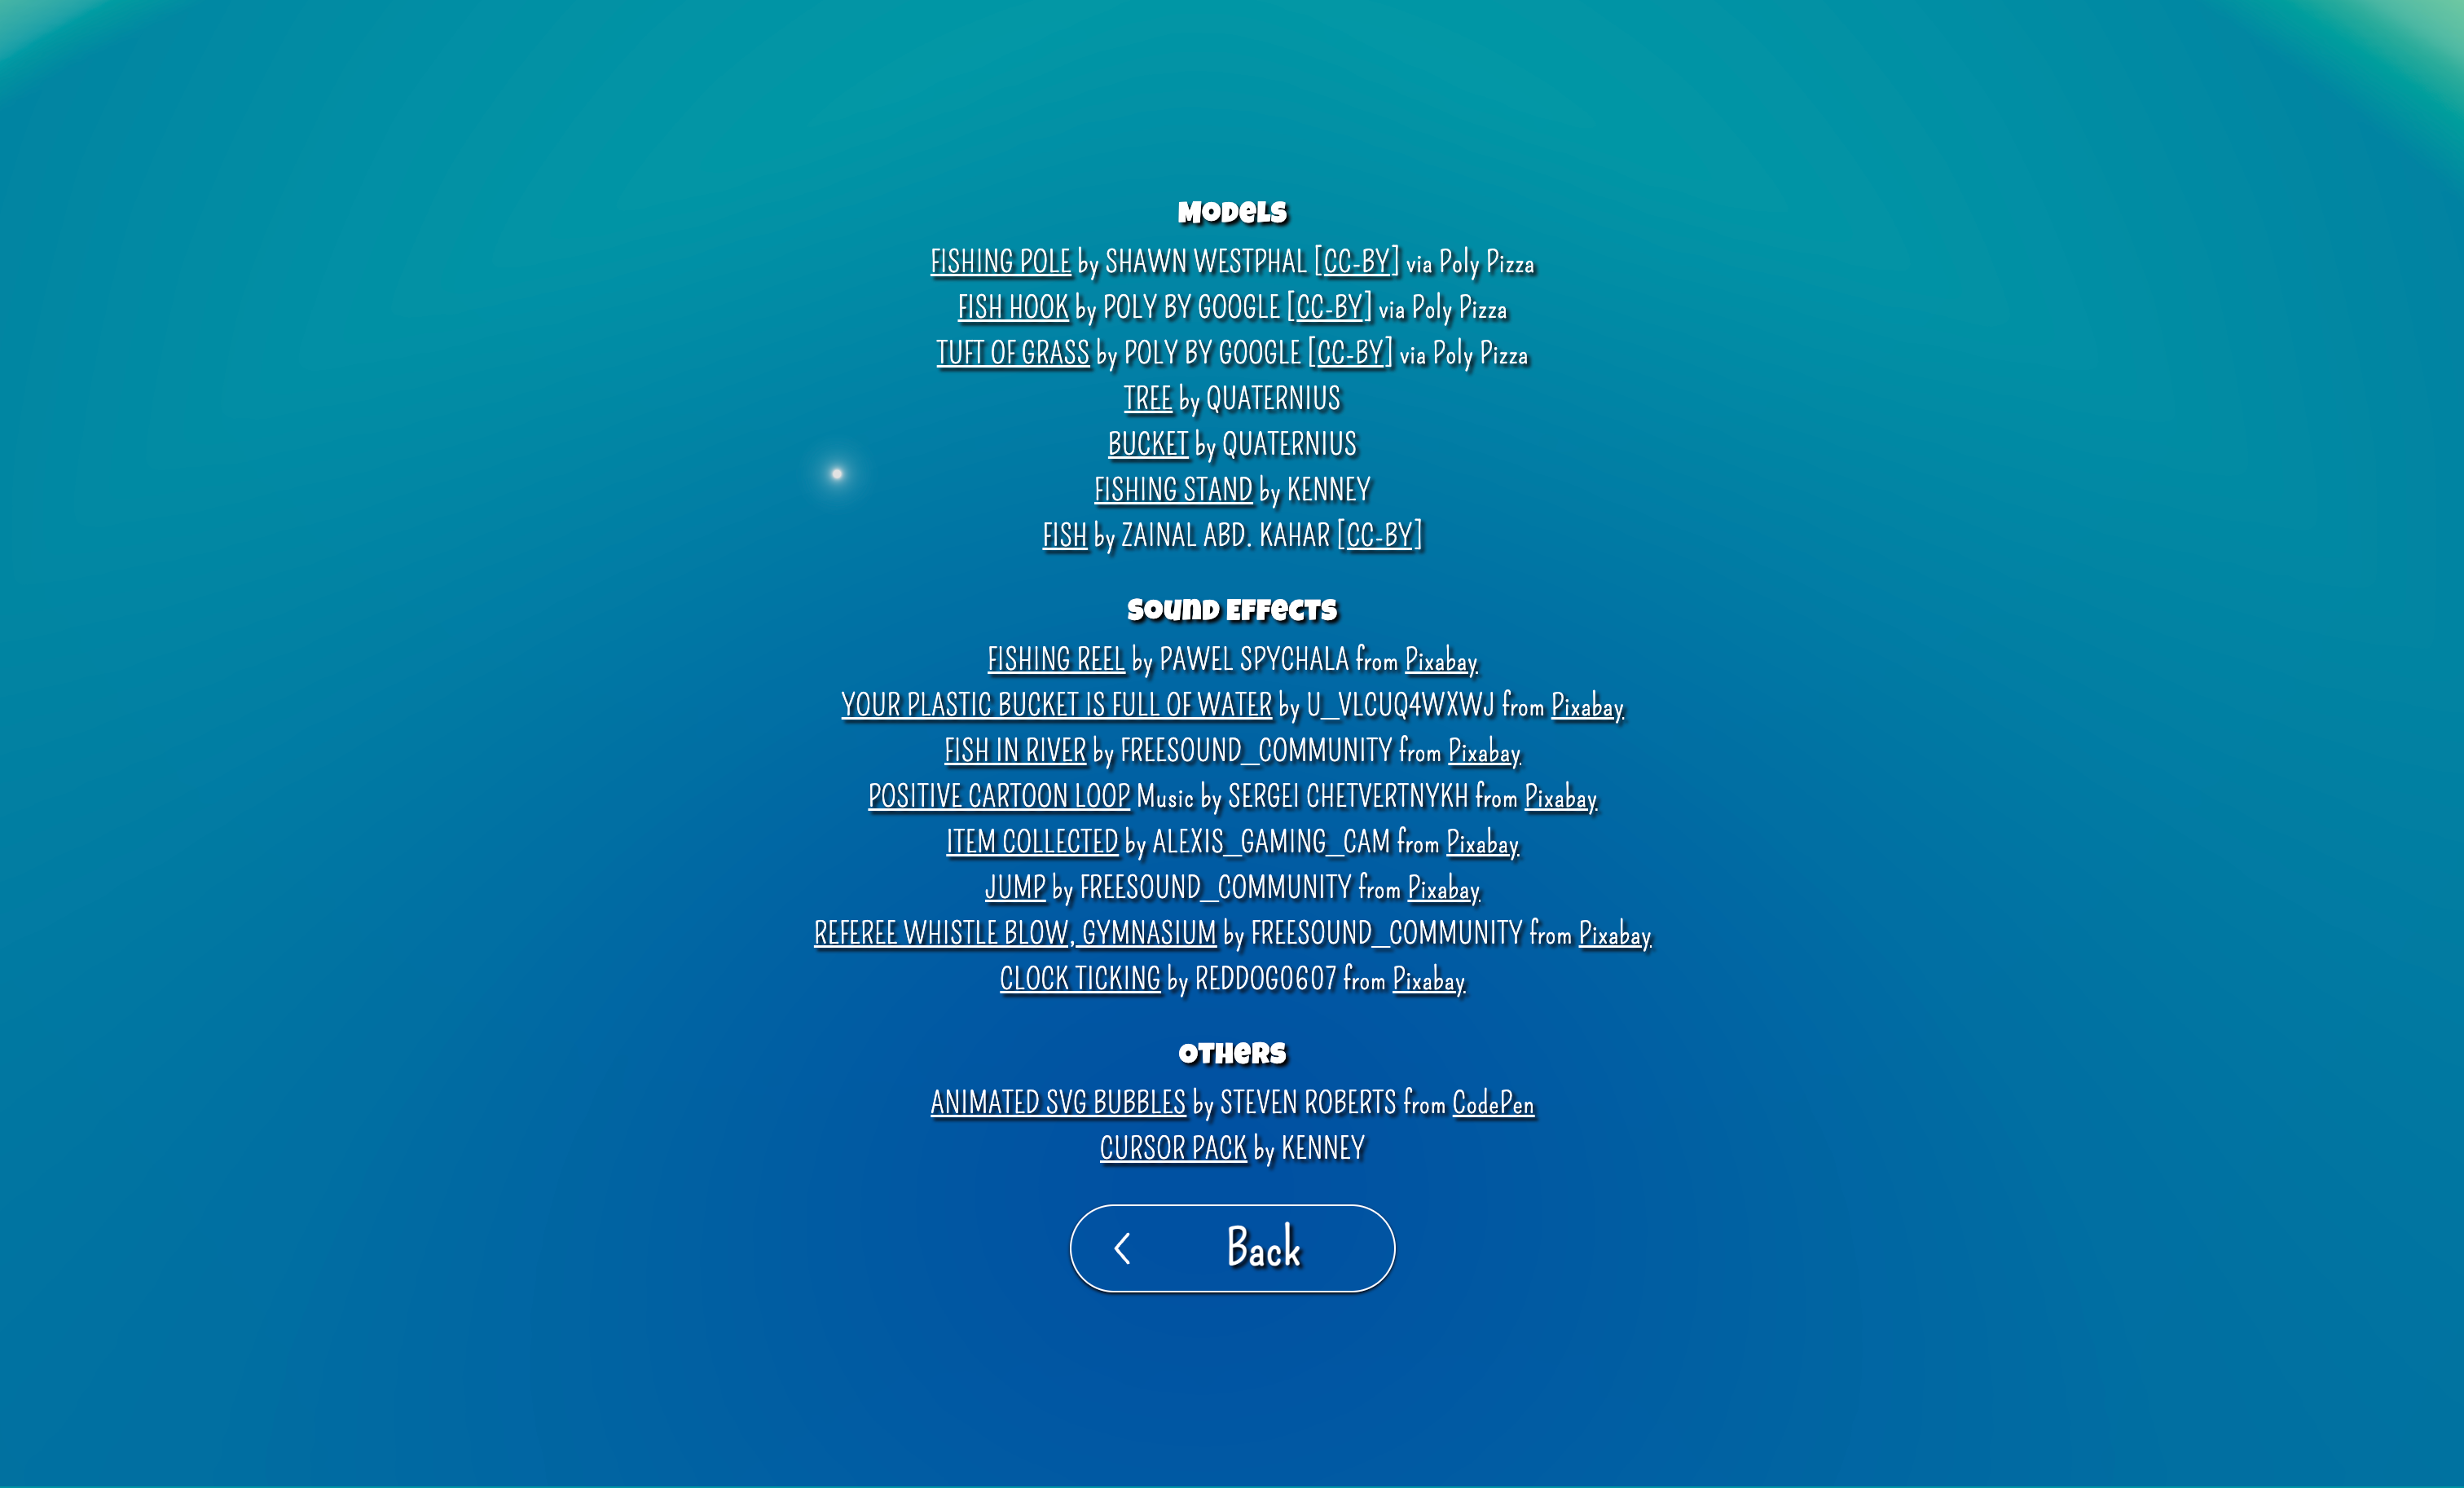 Models
FISHING POLE by SHAWN WESTPHAL [CC-BY] via Poly Pizza
FISH HOOK by POLY BY GOOGLE [CC-BY] via Poly Pizza
TUFT OF GRASS by POLY BY GOOGLE [CC-BY] via Poly Pizza
TREE by QUATERNIUS
BUCKET by QUATERNIUS
FISHING STAND by KENNEY
FISH by ZAINAL ABD. KAHAR [CC-BY]
Sound Effects
FISHING REEL by PAWEL SPYCHALA from Pixabay
YOUR PLASTIC BUCKET IS FULL OF WATER by U_VLCUQ4WXWJ from Pixabay
FISH IN RIVER by FREESOUND_COMMUNITY from Pixabay
POSITIVE CARTOON LOOP Music by SERGEI CHETVERTNYKH from Pixabay
ITEM COLLECTED by ALEXIS_GAMING_CAM from Pixabay
JUMP by FREESOUND_COMMUNITY from Pixabay
REFEREE WHISTLE BLOW, GYMNASIUM by FREESOUND_COMMUNITY from Pixabay
CLOCK TICKING by REDDOG0607 from Pixabay
Others
ANIMATED SVG BUBBLES by STEVEN ROBERTS from CodePen
CURSOR PACK by KENNEY
Back